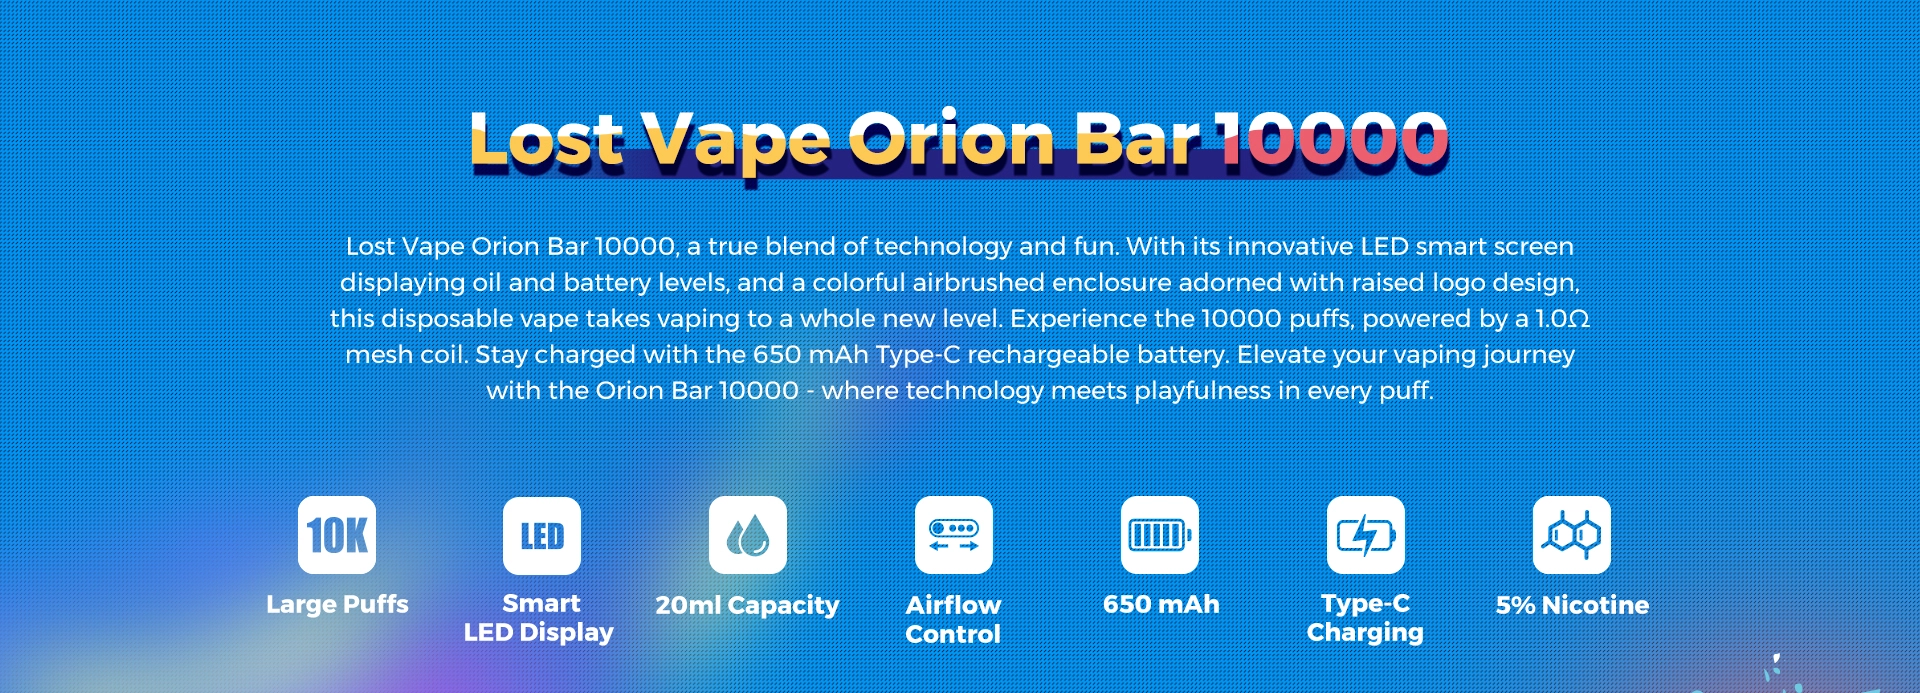 Lost Vape Orion Bar 10000
Lost Vape Orion Bar 10000, a true blend of technology and fun. With its innovative LED smart screen
displaying oil and battery levels, and a colorful airbrushed enclosure adorned with raised logo design,
this disposable vape takes vaping to a whole new level. Experience the 10000 puffs, powered by a 1.0Ω
mesh coil. Stay charged with the 650 mAh Type-C rechargeable battery. Elevate your vaping journey
with the Orion Bar 10000 - where technology meets playfulness in every puff.
10K
Large Puffs
LED
Smart
LED Display
20ml Capacity
Airflow
Control
650 mAh
Type-C
Charging
5% Nicotine